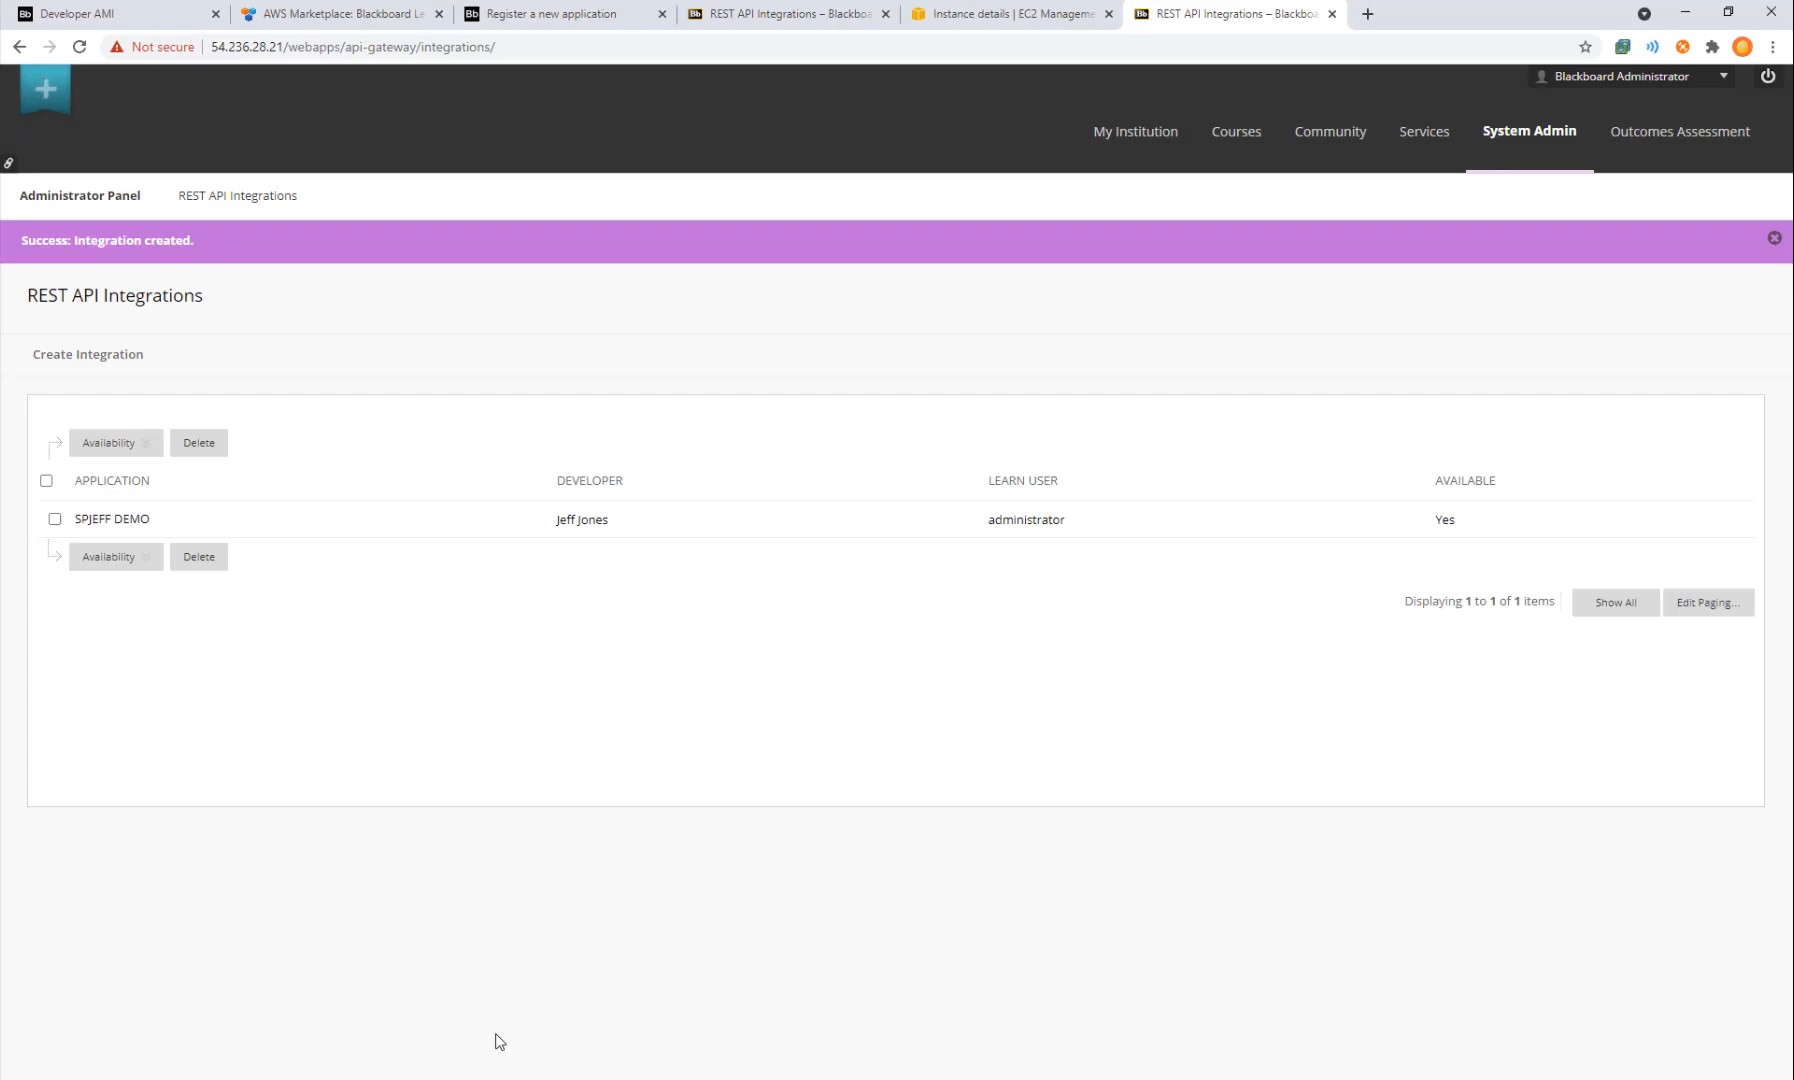 Developer AMI
AWS Marketplace: Blackboard Le
Register a new application
REST API Integrations – Blackboa
Instance details | EC2 Manageme
REST API Integrations – Blackboa
Not secure
54.236.28.21/webapps/api-gateway/integrations/
Blackboard Administrator
My Institution
Courses
Community
Services
System Admin
Outcomes Assessment
Administrator Panel
REST API Integrations
Success: Integration created.
REST API Integrations
Create Integration
Availability
Delete
APPLICATION
DEVELOPER
LEARN USER
AVAILABLE
SPJEFF DEMO
Jeff Jones
administrator
Yes
Availability
Delete
Displaying 1 to 1 of 1 items
Show All
Edit Paging...